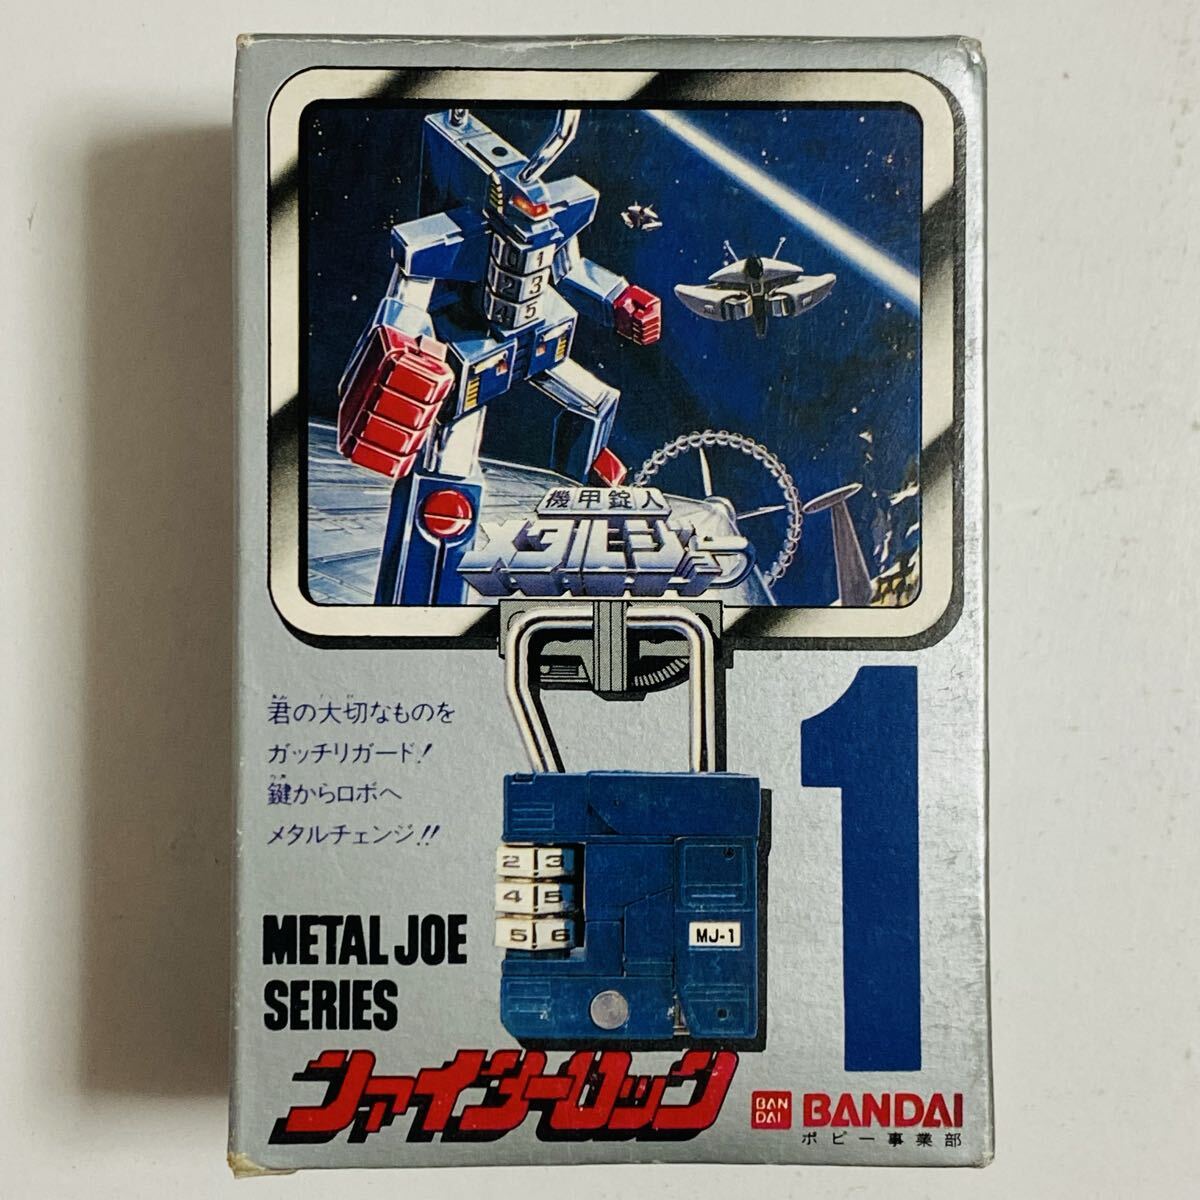 0 1
2 3
4 5
機甲錠人
メタルジョウ
君の大切なものを
ガッチリガード!
鍵からロボへ
メタルチェンジ!!
1
2 3
4 5
5 6
MJ-1
METAL JOE
SERIES
ファイターロック
BAN
DAI
BANDAI
ポピー事業部